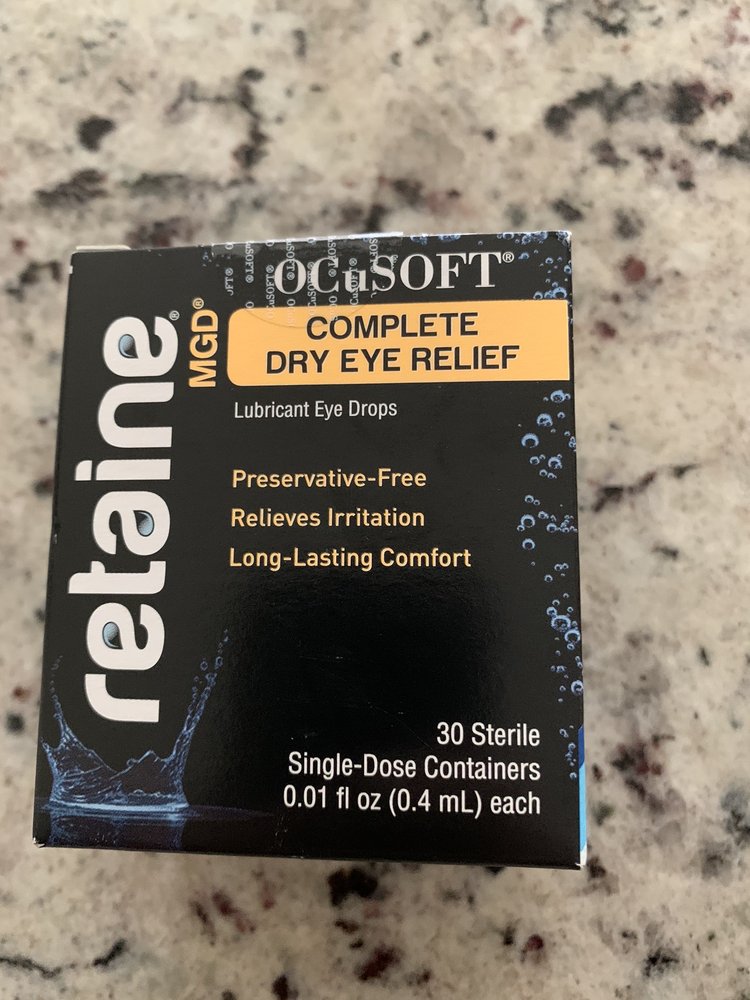 OCuSOFT®
COMPLETE
DRY EYE RELIEF
retaine®
MGD®
Lubricant Eye Drops
Preservative-Free
Relieves Irritation
Long-Lasting Comfort
30 Sterile
Single-Dose Containers
0.01 fl oz (0.4 mL) each